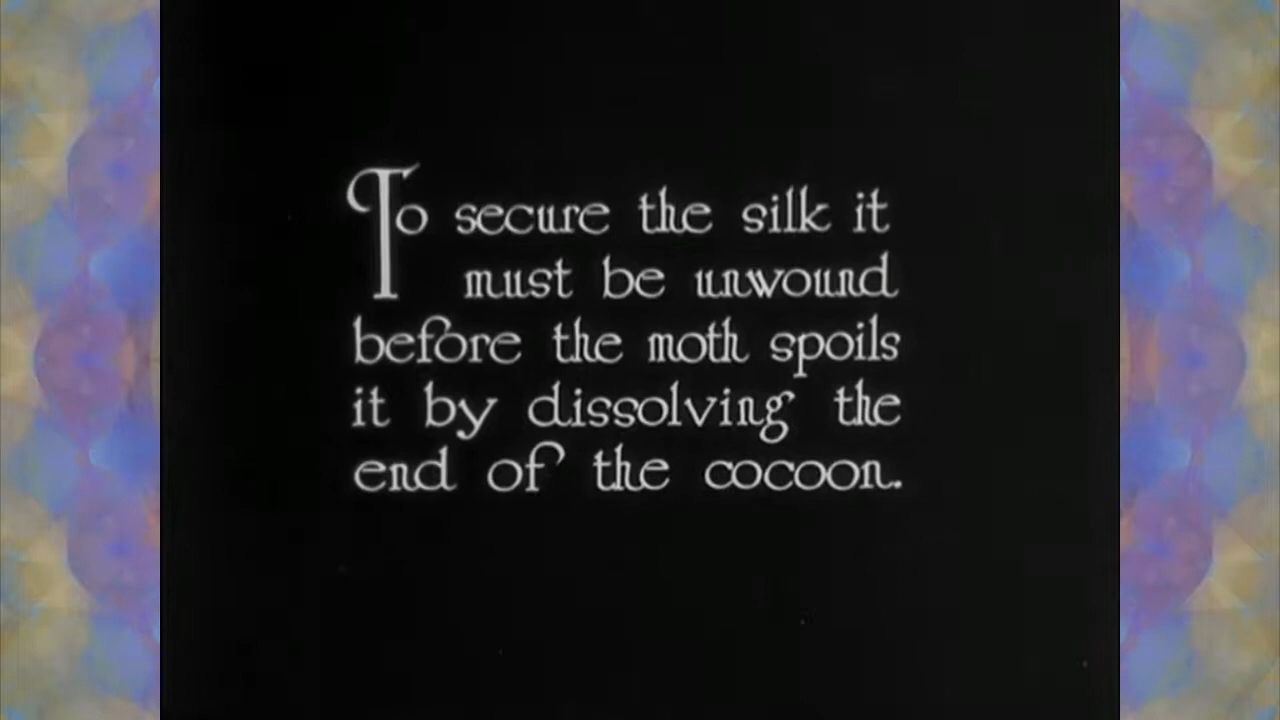 To secure the silk it
must be unwound
before the moth spoils
it by dissolving the
end of the cocoon.